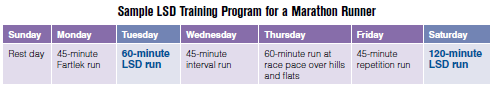 Sample LSD Training Program for a Marathon Runner
Sunday Monday Tuesday Wednesday Thursday Friday Saturday
Rest day 45-minute 60-minute 45-minute 60-minute run at 45-minute 120-minute
Fartlek run LSD run interval run race pace over hills repetition run LSD run
and flats